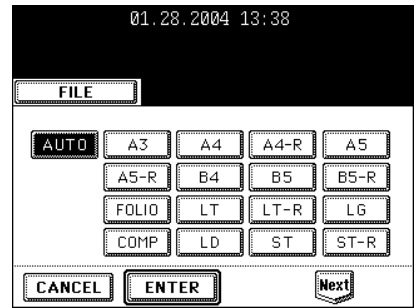 01.28.2004 13:38
FILE
AUTO A3 A4 A4-R A5
A5-R B4 B5 B5-R
FOLIO LT LT-R LG
COMP LD ST ST-R
CANCEL ENTER Next